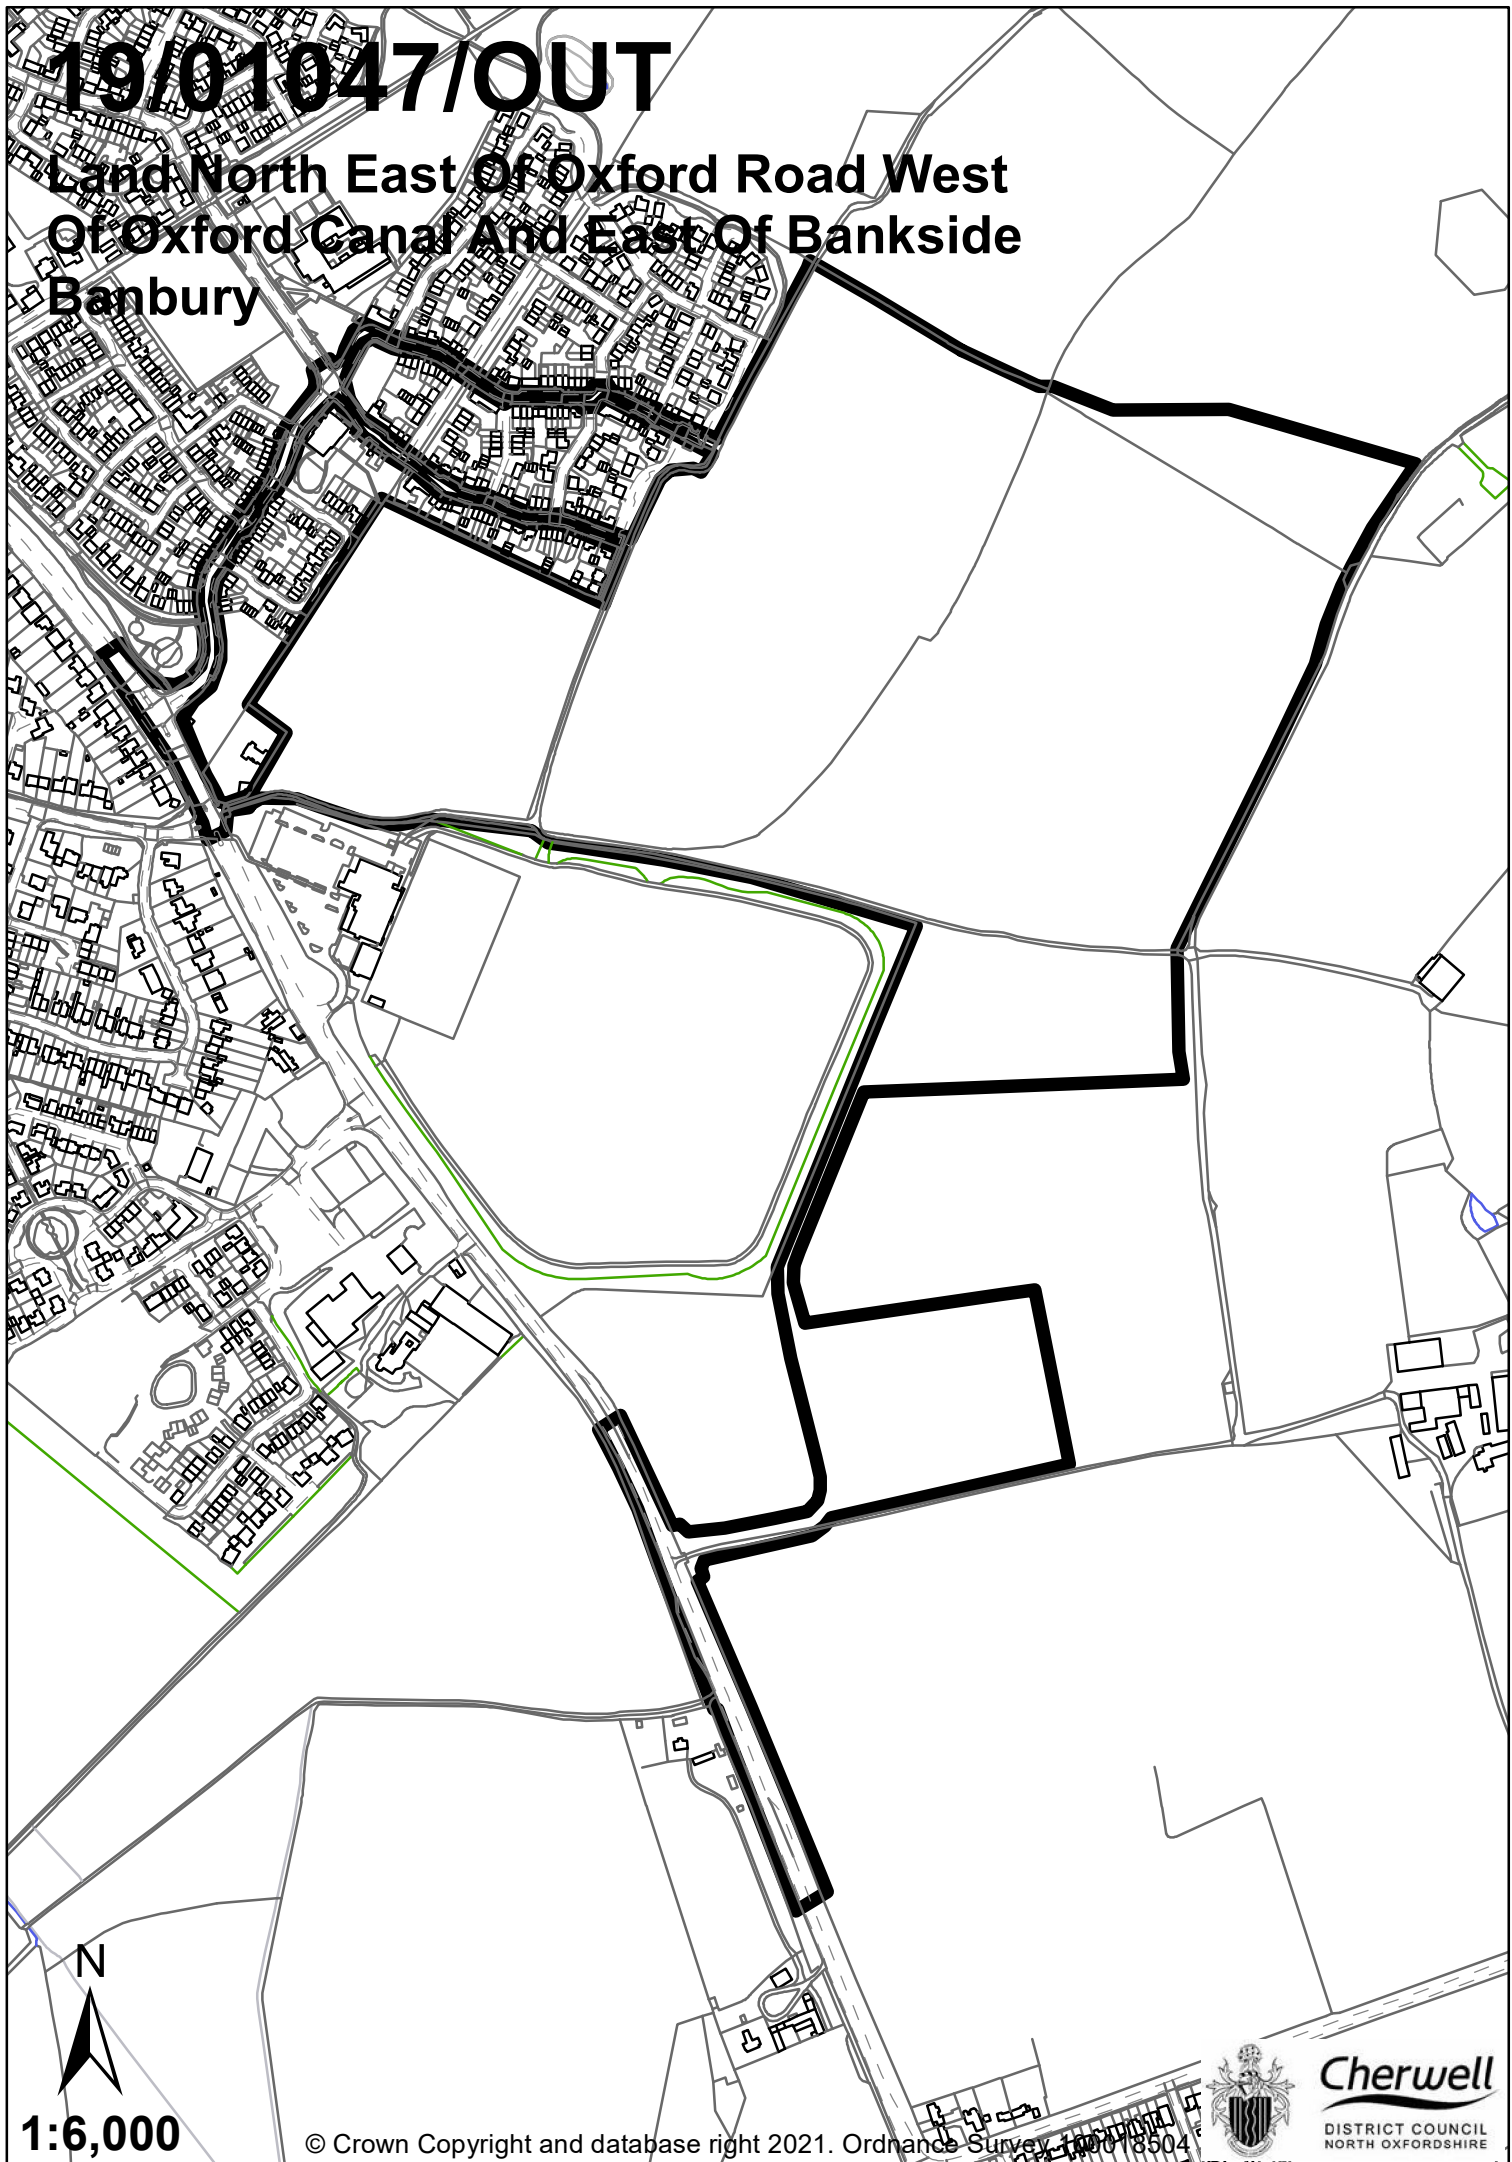 19/01047/OUT
Land North East Of Oxford Road West
Of Oxford Canal And East Of Bankside
Banbury
N
1:6,000
© Crown Copyright and database right 2021. Ordnance Survey 100018504
Cherwell
DISTRICT COUNCIL
NORTH OXFORDSHIRE